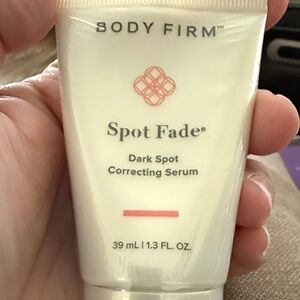 BODY FIRM™
Spot Fade®
Dark Spot
Correcting Serum
39 mL | 1.3 FL. OZ.